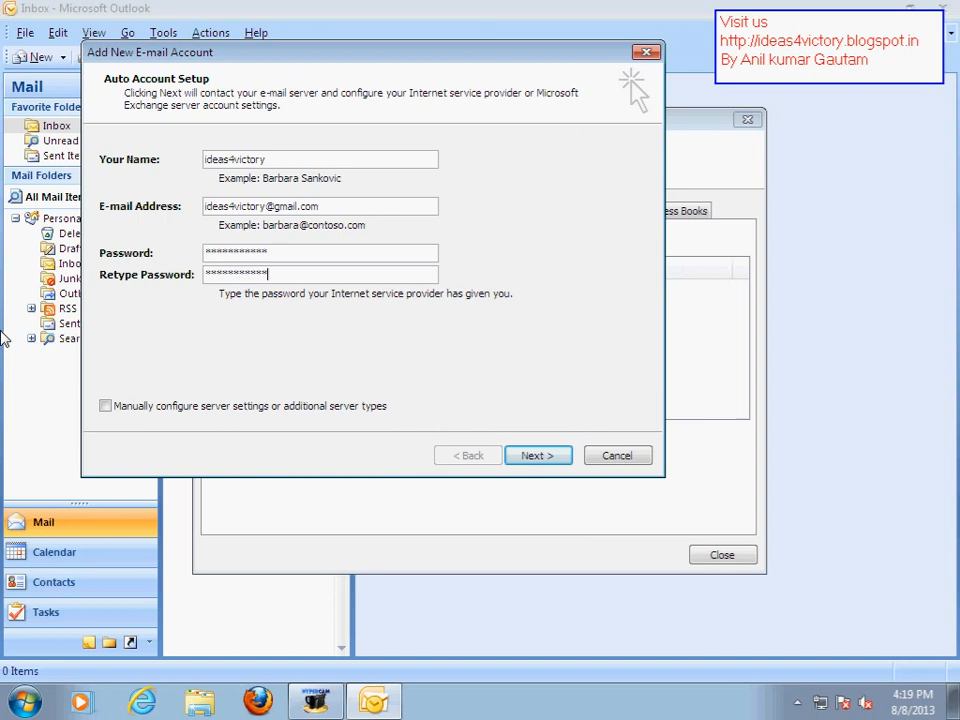 Inbox - Microsoft Outlook
File Edit View Go Tools Actions Help
Visit us
http://ideas4victory.blogspot.in
By Anil kumar Gautam
New
Add New E-mail Account
Auto Account Setup
Clicking Next will contact your e-mail server and configure your Internet service provider or Microsoft
Exchange server account settings.
Mail
Favorite Folde
Inbox
Unread
Sent Ite
Mail Folders
All Mail Iter
Persona
Dele
Draf
Inbo
Junk
Outl
RSS
Sent
Sear
Your Name: ideas4victory
Example: Barbara Sankovic
E-mail Address: ideas4victory@gmail.com
Example: barbara@contoso.com
Password: ***********
Retype Password: ***********
Type the password your Internet service provider has given you.
ess Books
Manually configure server settings or additional server types
< Back Next > Cancel
Close
Mail
Calendar
Contacts
Tasks
0 Items
HYPERCAM
4:19 PM
8/8/2013